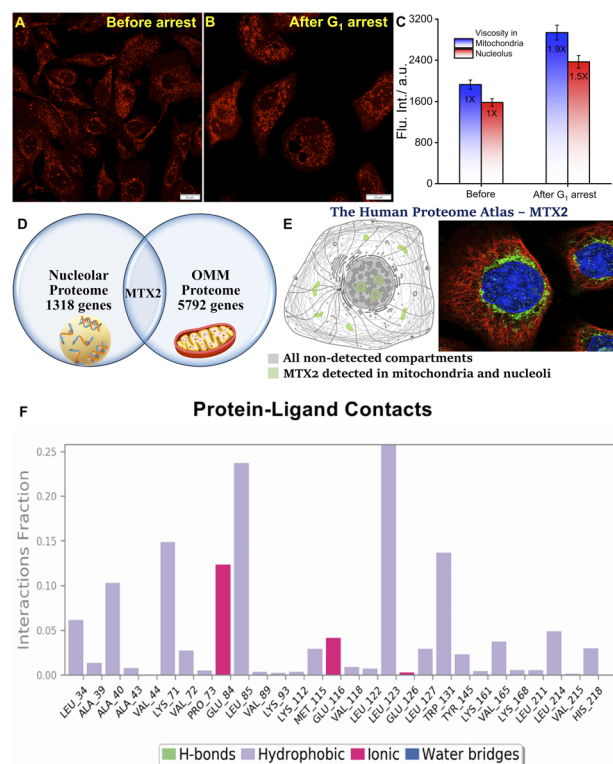 A
Before arrest
B
After G₁ arrest
C
Flu. Int./ a.u.
3200
2400
1600
800
0
Viscosity in
Mitochondria
Nucleolus
1X
1X
1.9X
1.5X
Before
After G₁ arrest
D
Nucleolar
Proteome
1318 genes
MTX2
OMM
Proteome
5792 genes
The Human Proteome Atlas – MTX2
E
All non-detected compartments
MTX2 detected in mitochondria and nucleoli
F
Protein-Ligand Contacts
Interactions Fraction
0.25
0.20
0.15
0.10
0.05
0.00
LEU_34
ALA_39
ALA_40
ALA_43
VAL_44
LYS_71
VAL_72
PRO_73
GLU_84
LEU_85
VAL_89
LYS_93
LYS_112
MET_115
GLU_116
VAL_118
LEU_122
LEU_123
GLU_126
LEU_127
TRP_131
TYR_145
LYS_161
VAL_165
LYS_168
LEU_211
LEU_214
VAL_215
HIS_218
H-bonds
Hydrophobic
Ionic
Water bridges